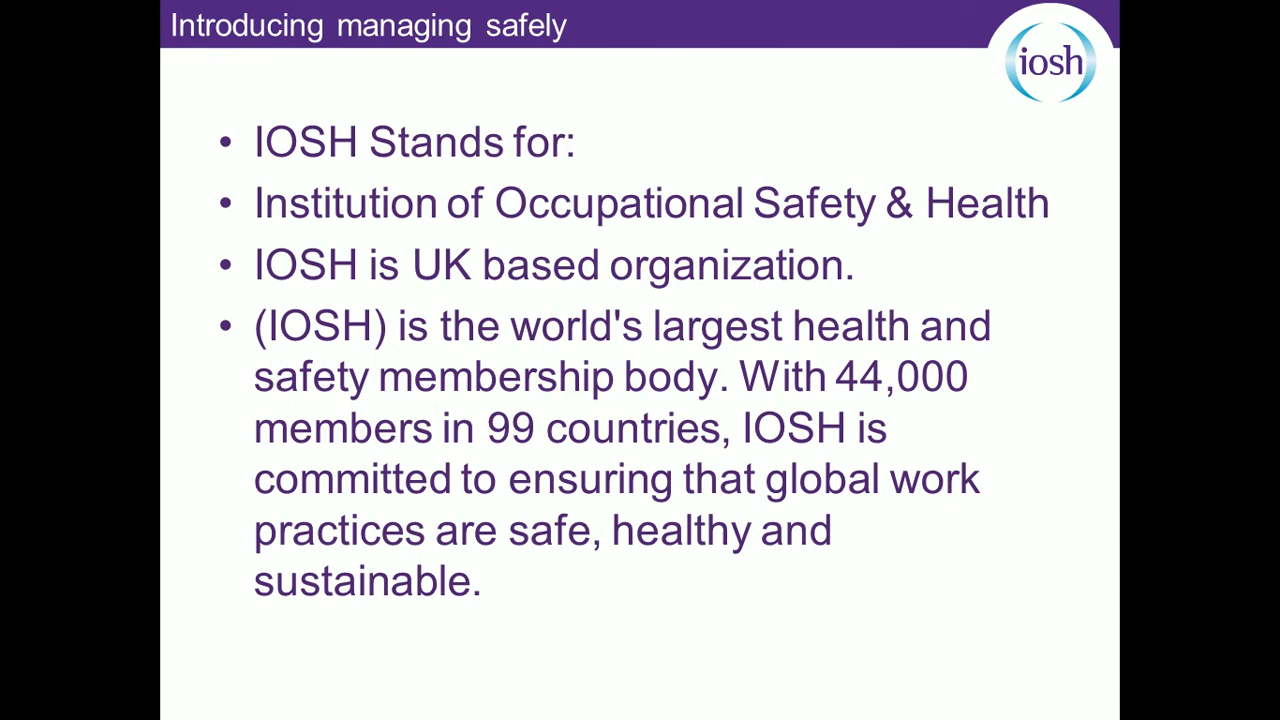 Introducing managing safely
iosh
• IOSH Stands for:
• Institution of Occupational Safety & Health
• IOSH is UK based organization.
• (IOSH) is the world's largest health and
safety membership body. With 44,000
members in 99 countries, IOSH is
committed to ensuring that global work
practices are safe, healthy and
sustainable.